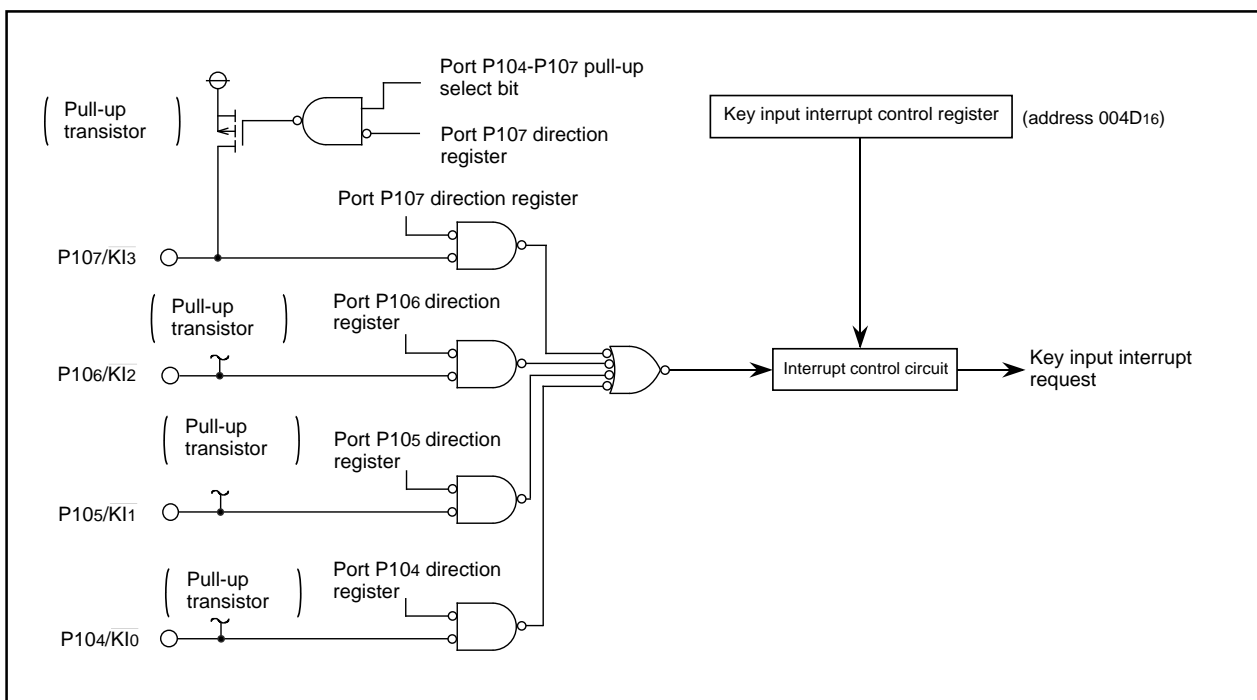 Port P104-P107 pull-up
select bit
Pull-up
transistor
Port P107 direction
register
Key input interrupt control register
(address 004D16)
Port P107 direction register
P107/KI3
Pull-up
transistor
Port P106 direction
register
P106/KI2
Interrupt control circuit
Key input interrupt
request
Pull-up
transistor
Port P105 direction
register
P105/KI1
Pull-up
transistor
Port P104 direction
register
P104/KI0